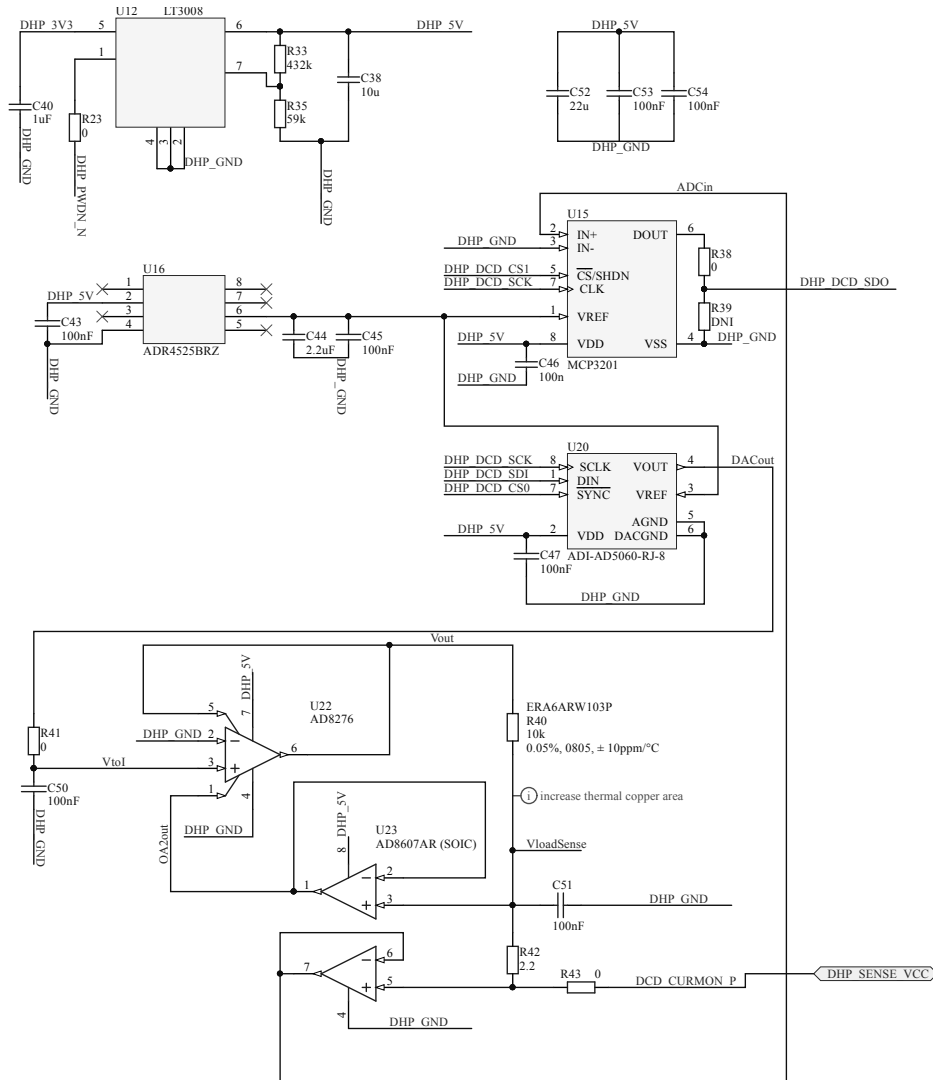 U12 LT3008
DHP_3V3 5 6 DHP_5V
1 7
R33
432k
C38
10u
R35
59k
C40
1uF
R23
0
4 3 2
DHP_GND
DHP_GND
DHP_PWDN_N
DHP_GND
DHP_5V
C52
22u
C53
100nF
C54
100nF
DHP_GND
ADCin
U15
2 IN+ DOUT 6
DHP_GND 3 IN-
DHP_DCD_CS1 5 CS/SHDN
DHP_DCD_SCK 7 CLK
1 VREF
DHP_5V 8 VDD VSS 4 DHP_GND
MCP3201
R38
0
DHP_DCD_SDO
R39
DNI
C46
100n
DHP_GND
U16
1 8
DHP_5V 2 7
3 6
4 5
ADR4525BRZ
C43
100nF
DHP_GND
C44
2.2uF
C45
100nF
DHP_GND
U20
DHP_DCD_SCK 8 SCLK VOUT 4 DACout
DHP_DCD_SDI 1 DIN
DHP_DCD_CS0 7 SYNC VREF 3
AGND 5
DHP_5V 2 VDD DACGND 6
ADI-AD5060-RJ-8
C47
100nF
DHP_GND
Vout
DHP_5V
U22
AD8276
5
7
DHP_GND 2
6
VtoI 3
1
4
DHP_GND
R41
0
C50
100nF
DHP_GND
OA2out
ERA6ARW103P
R40
10k
0.05%, 0805, ± 10ppm/°C
i increase thermal copper area
DHP_5V
8
U23
AD8607AR (SOIC)
1 2
3
VloadSense
C51
100nF
DHP_GND
R42
2.2
7 6
5
4
DHP_GND
R43 0
DCD_CURMON_P
DHP_SENSE_VCC